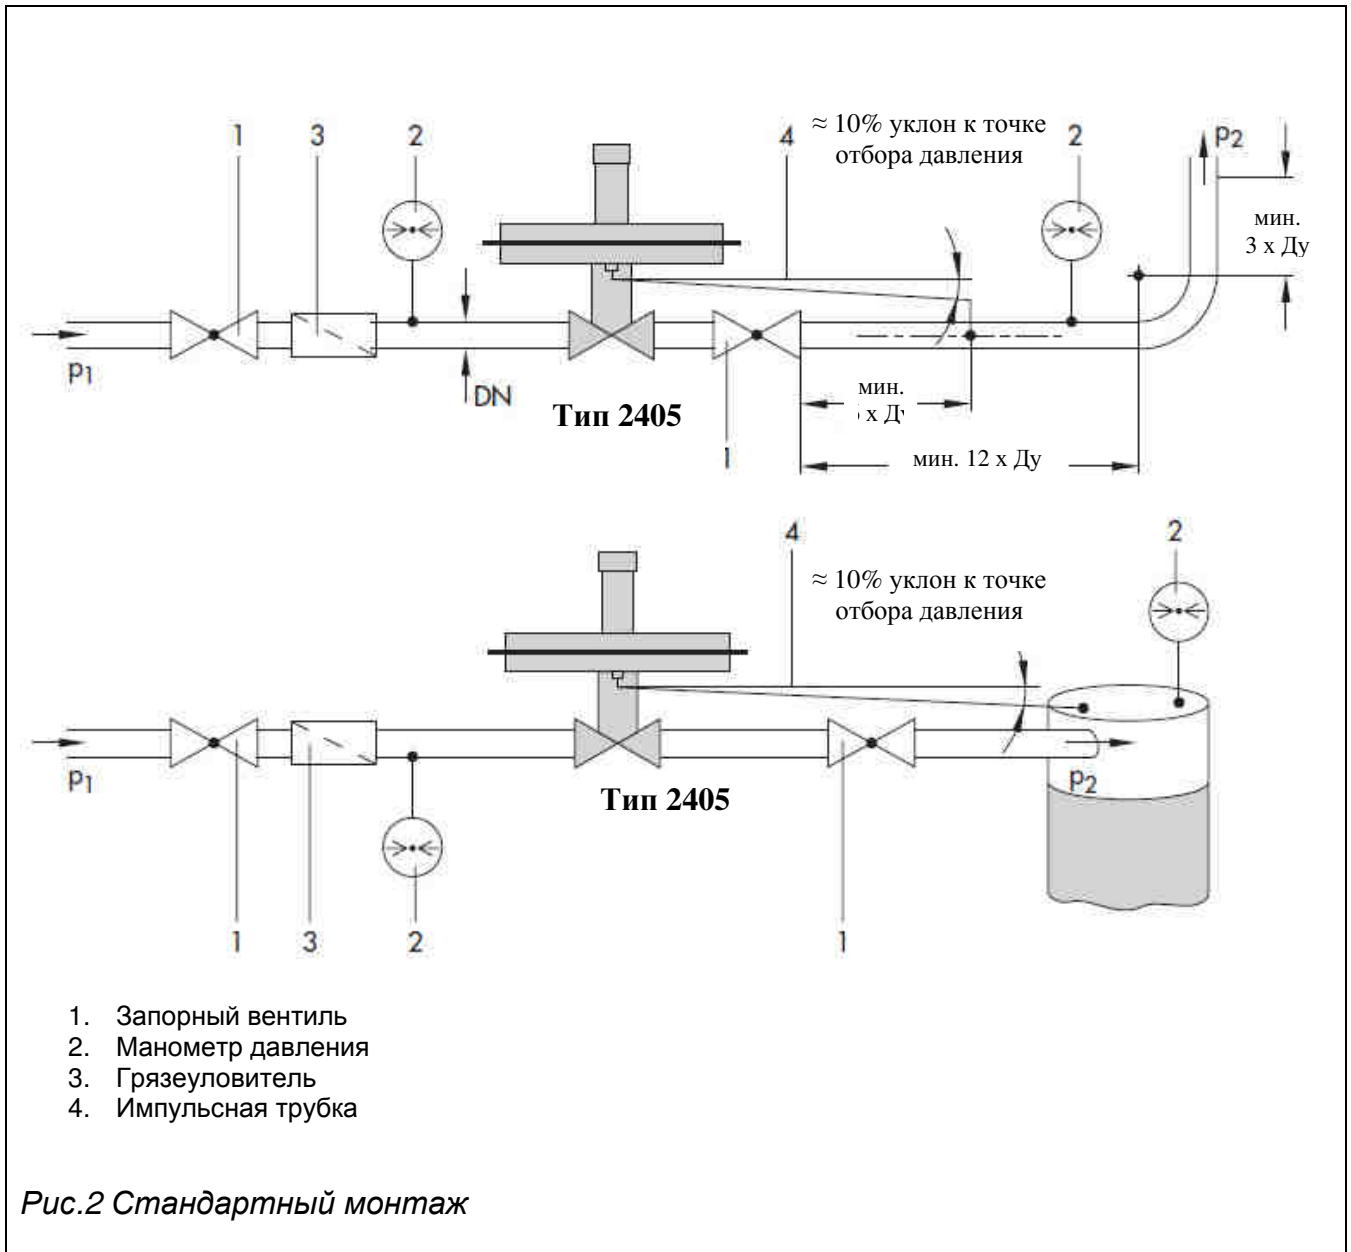 1 3 2 4 ≈ 10% уклон к точке 2 p2
отбора давления
мин.
3 x Ду
p1
DN
Тип 2405
мин.
x Ду
1
мин. 12 x Ду
4 2
≈ 10% уклон к точке
отбора давления
p1
p2
Тип 2405
1 3 2 1
1. Запорный вентиль
2. Манометр давления
3. Грязеуловитель
4. Импульсная трубка
Рис.2 Стандартный монтаж